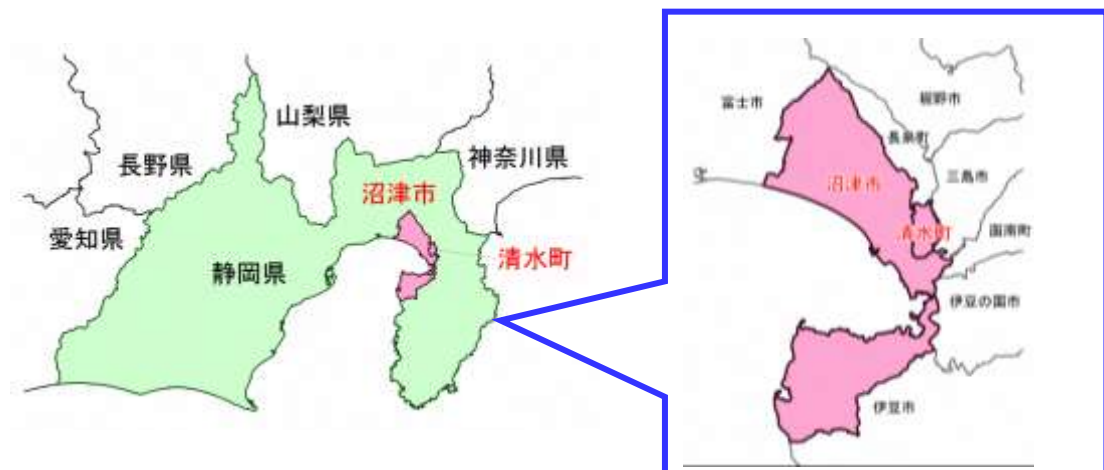 山梨県
長野県
神奈川県
沼津市
愛知県
清水町
静岡県
富士市
裾野市
長泉町
三島市
沼津市
清水町
函南町
伊豆の国市
伊豆市